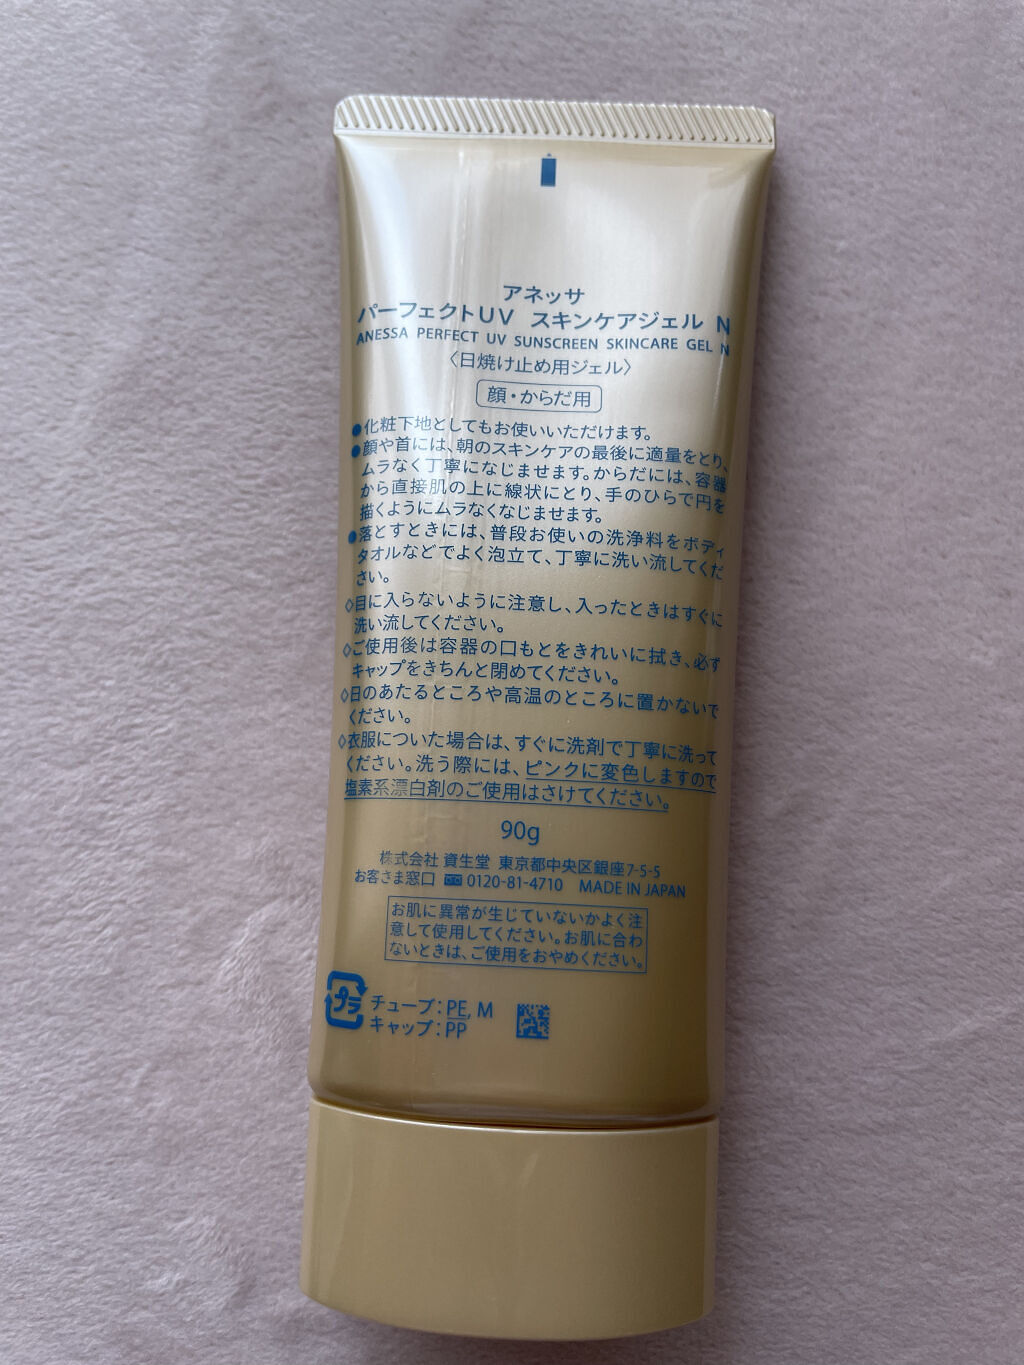 アネッサ
パーフェクトUV スキンケアジェル N
ANESSA PERFECT UV SUNSCREEN SKINCARE GEL N
〈日焼け止め用ジェル〉
顔・からだ用
●化粧下地としてもお使いいただけます。
●顔や首には、朝のスキンケアの最後に適量をとり、
ムラなく丁寧になじませます。からだには、容器
から直接肌の上に線状にとり、手のひらで円を
描くようにムラなくなじませます。
●落とすときには、普段お使いの洗浄料をボディ
タオルなどでよく泡立て、丁寧に洗い流してくだ
さい。
◇目に入らないように注意し、入ったときはすぐに
洗い流してください。
◇ご使用後は容器の口もとをきれいに拭き、必ず
キャップをきちんと閉めてください。
◇日のあたるところや高温のところに置かないで
ください。
◇衣服についた場合は、すぐに洗剤で丁寧に洗って
ください。洗う際には、ピンクに変色しますので
塩素系漂白剤のご使用はさけてください。
90g
株式会社 資生堂 東京都中央区銀座7-5-5
お客さま窓口 0120-81-4710 MADE IN JAPAN
お肌に異常が生じていないかよく注
意して使用してください。お肌に合わ
ないときは、ご使用をおやめください。
プラ
チューブ:PE, M
キャップ:PP